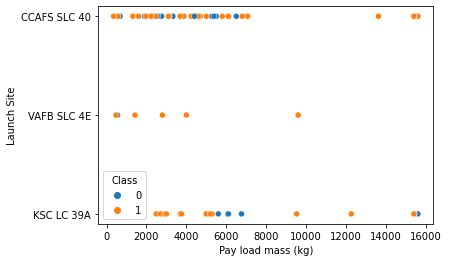 CCAFS SLC 40
VAFB SLC 4E
KSC LC 39A
Launch Site
Class
0
1
0 2000 4000 6000 8000 10000 12000 14000 16000
Pay load mass (kg)